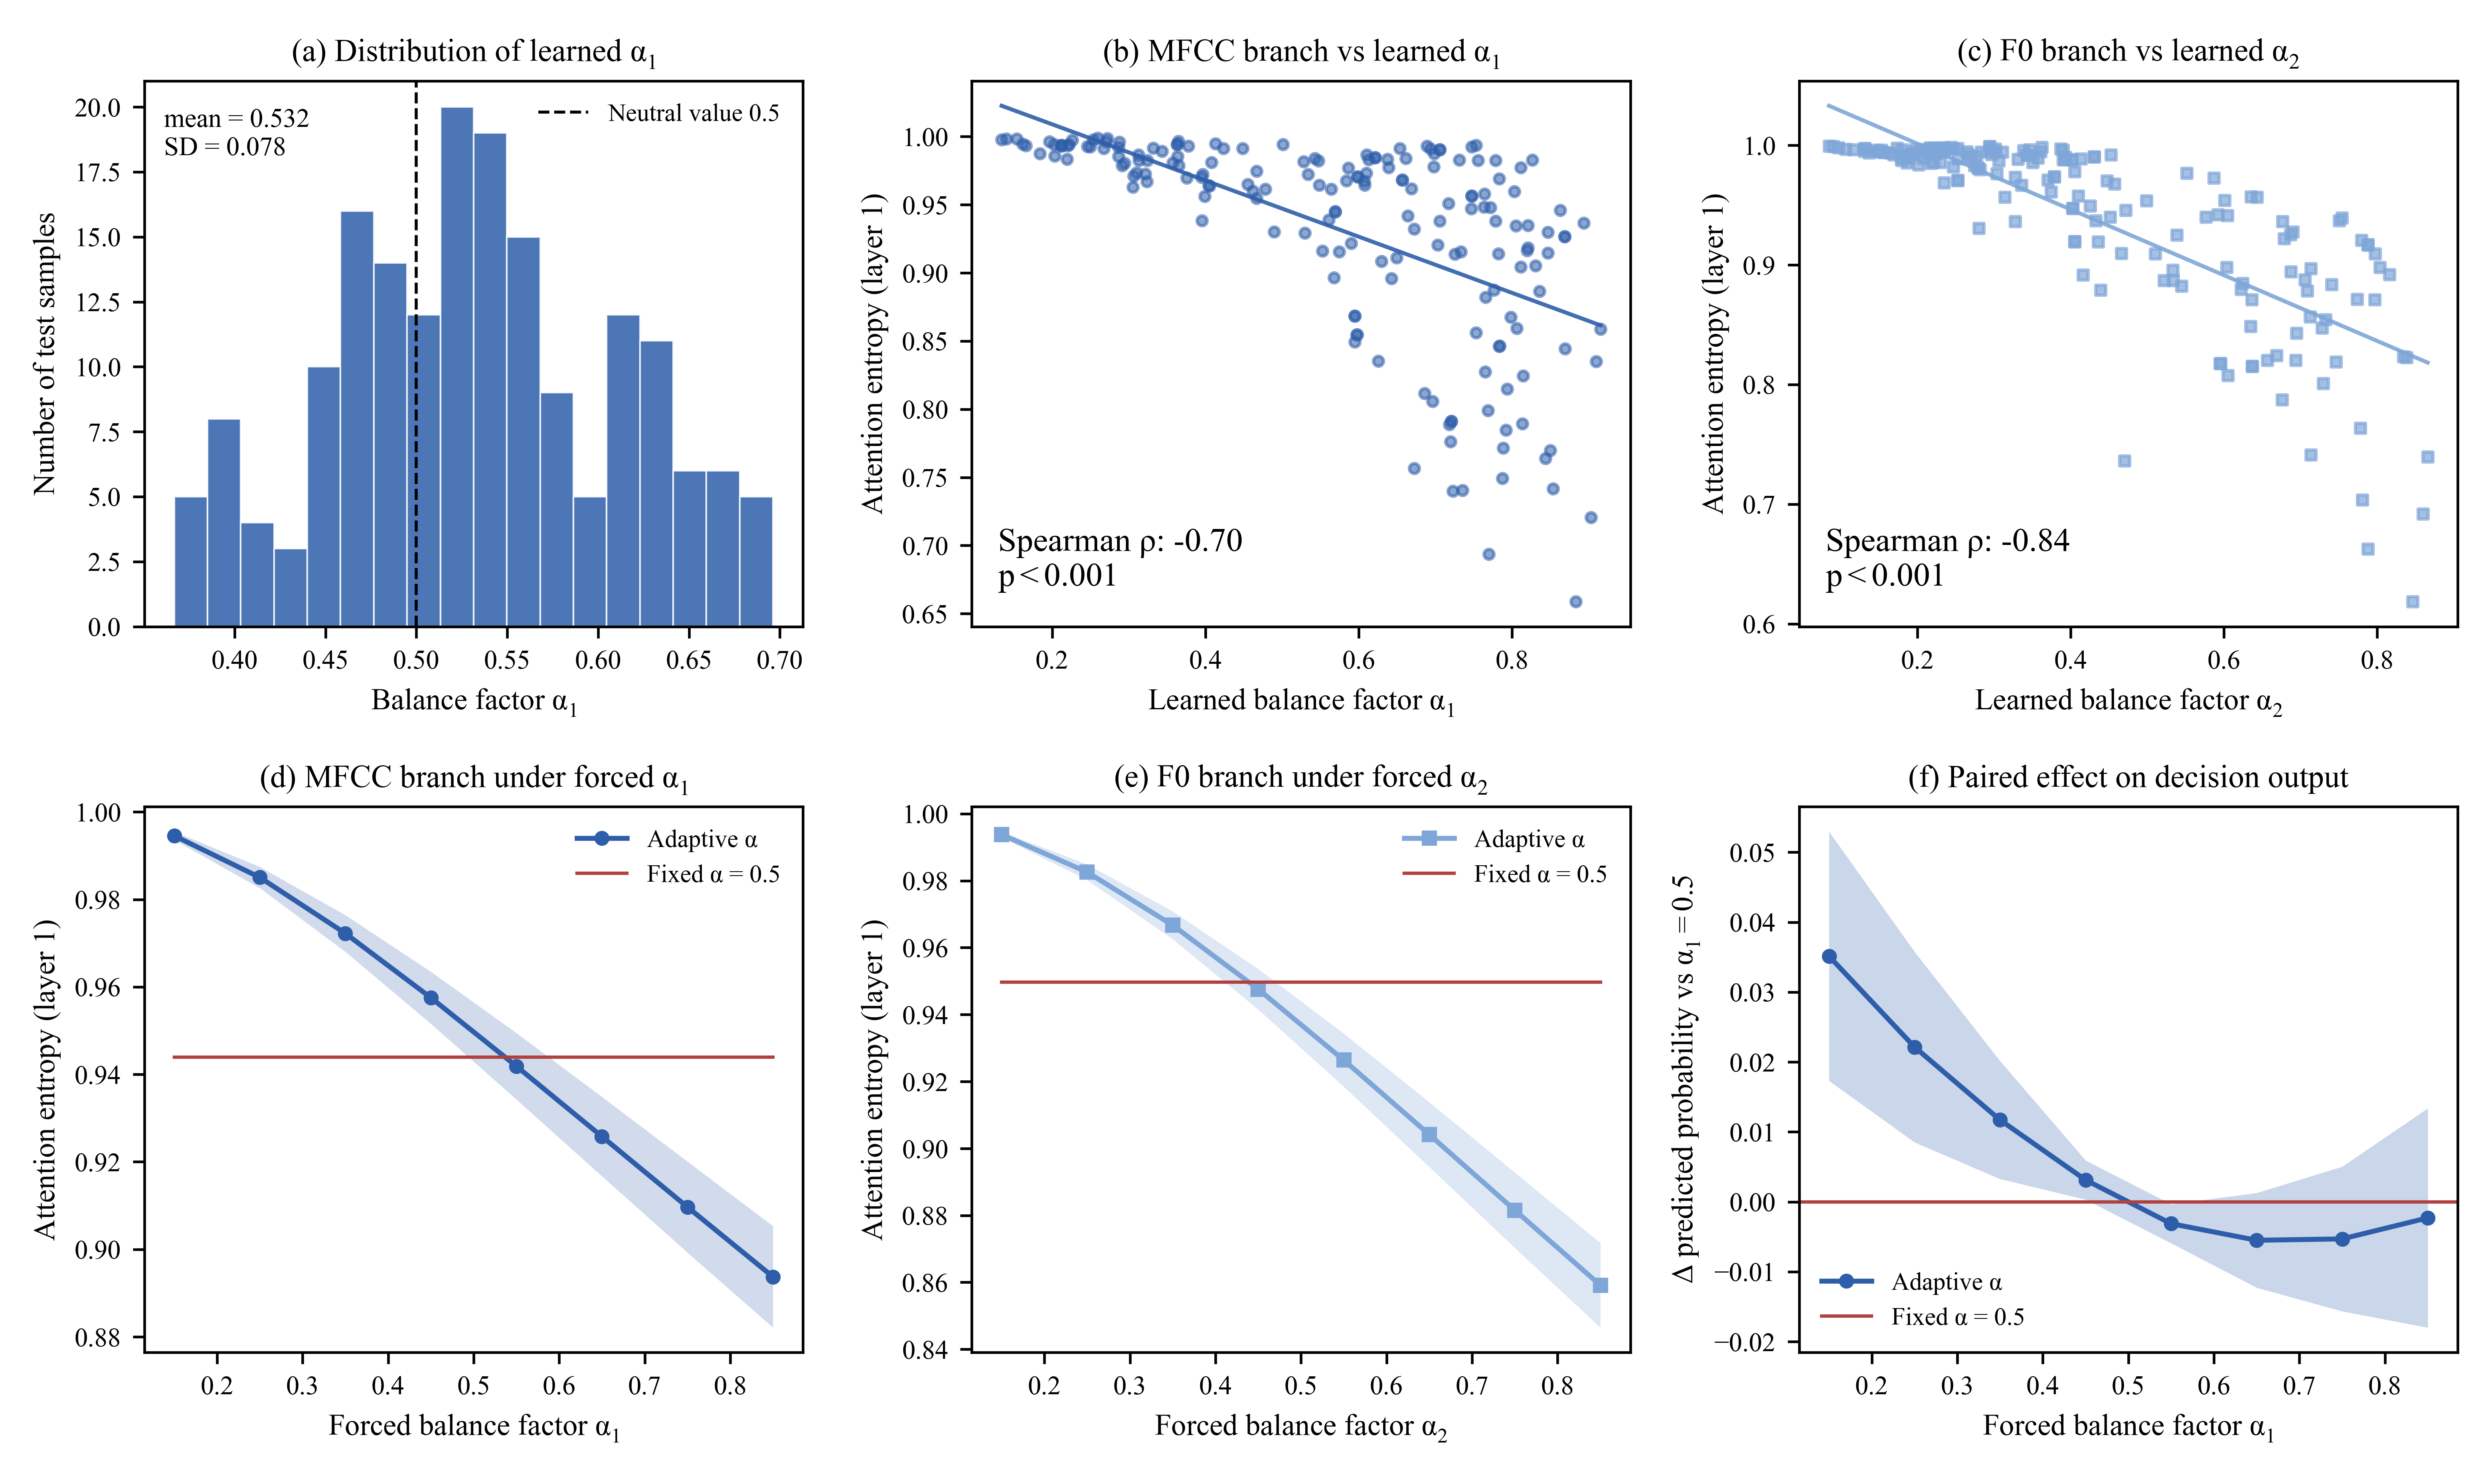 (a) Distribution of learned α₁
mean = 0.532
SD = 0.078
Neutral value 0.5
Number of test samples
20.0
17.5
15.0
12.5
10.0
7.5
5.0
2.5
0.0
0.40 0.45 0.50 0.55 0.60 0.65 0.70
Balance factor α₁
(b) MFCC branch vs learned α₁
Attention entropy (layer 1)
1.00
0.95
0.90
0.85
0.80
0.75
0.70
0.65
Spearman ρ: -0.70
p < 0.001
0.2 0.4 0.6 0.8
Learned balance factor α₁
(c) F0 branch vs learned α₂
Attention entropy (layer 1)
1.0
0.9
0.8
0.7
0.6
Spearman ρ: -0.84
p < 0.001
0.2 0.4 0.6 0.8
Learned balance factor α₂
(d) MFCC branch under forced α₁
Adaptive α
Fixed α = 0.5
Attention entropy (layer 1)
1.00
0.98
0.96
0.94
0.92
0.90
0.88
0.2 0.3 0.4 0.5 0.6 0.7 0.8
Forced balance factor α₁
(e) F0 branch under forced α₂
Adaptive α
Fixed α = 0.5
Attention entropy (layer 1)
1.00
0.98
0.96
0.94
0.92
0.90
0.88
0.86
0.84
0.2 0.3 0.4 0.5 0.6 0.7 0.8
Forced balance factor α₂
(f) Paired effect on decision output
Δ predicted probability vs α₁ = 0.5
0.05
0.04
0.03
0.02
0.01
0.00
−0.01
−0.02
Adaptive α
Fixed α = 0.5
0.2 0.3 0.4 0.5 0.6 0.7 0.8
Forced balance factor α₁